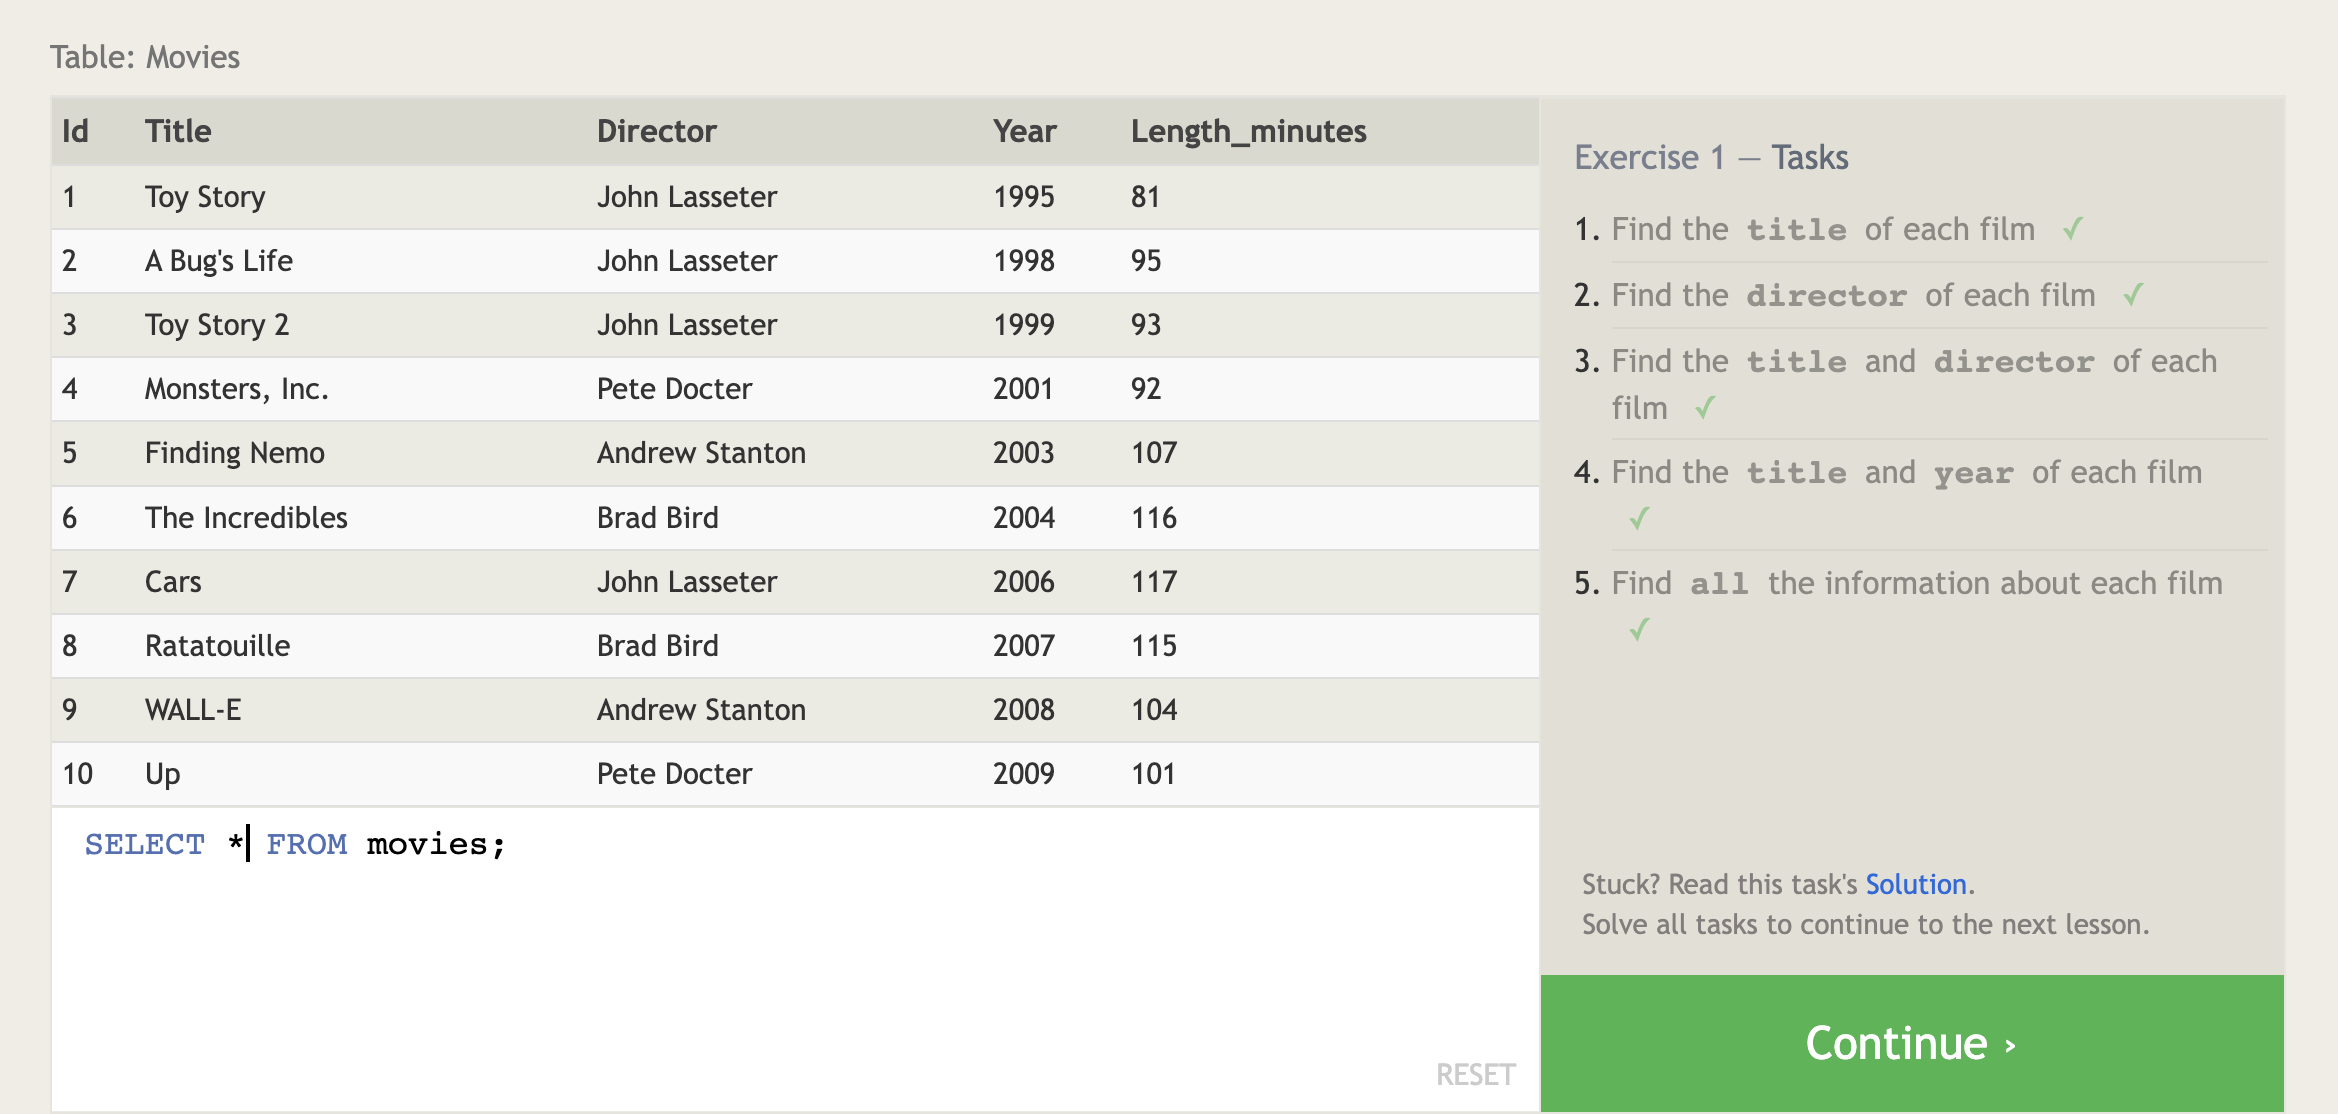 Table: Movies
Id Title Director Year Length_minutes
1 Toy Story John Lasseter 1995 81
2 A Bug's Life John Lasseter 1998 95
3 Toy Story 2 John Lasseter 1999 93
4 Monsters, Inc. Pete Docter 2001 92
5 Finding Nemo Andrew Stanton 2003 107
6 The Incredibles Brad Bird 2004 116
7 Cars John Lasseter 2006 117
8 Ratatouille Brad Bird 2007 115
9 WALL-E Andrew Stanton 2008 104
10 Up Pete Docter 2009 101
SELECT * FROM movies;
RESET
Exercise 1 — Tasks
1. Find the title of each film ✓
2. Find the director of each film ✓
3. Find the title and director of each
film ✓
4. Find the title and year of each film
✓
5. Find all the information about each film
✓
Stuck? Read this task's Solution.
Solve all tasks to continue to the next lesson.
Continue ›